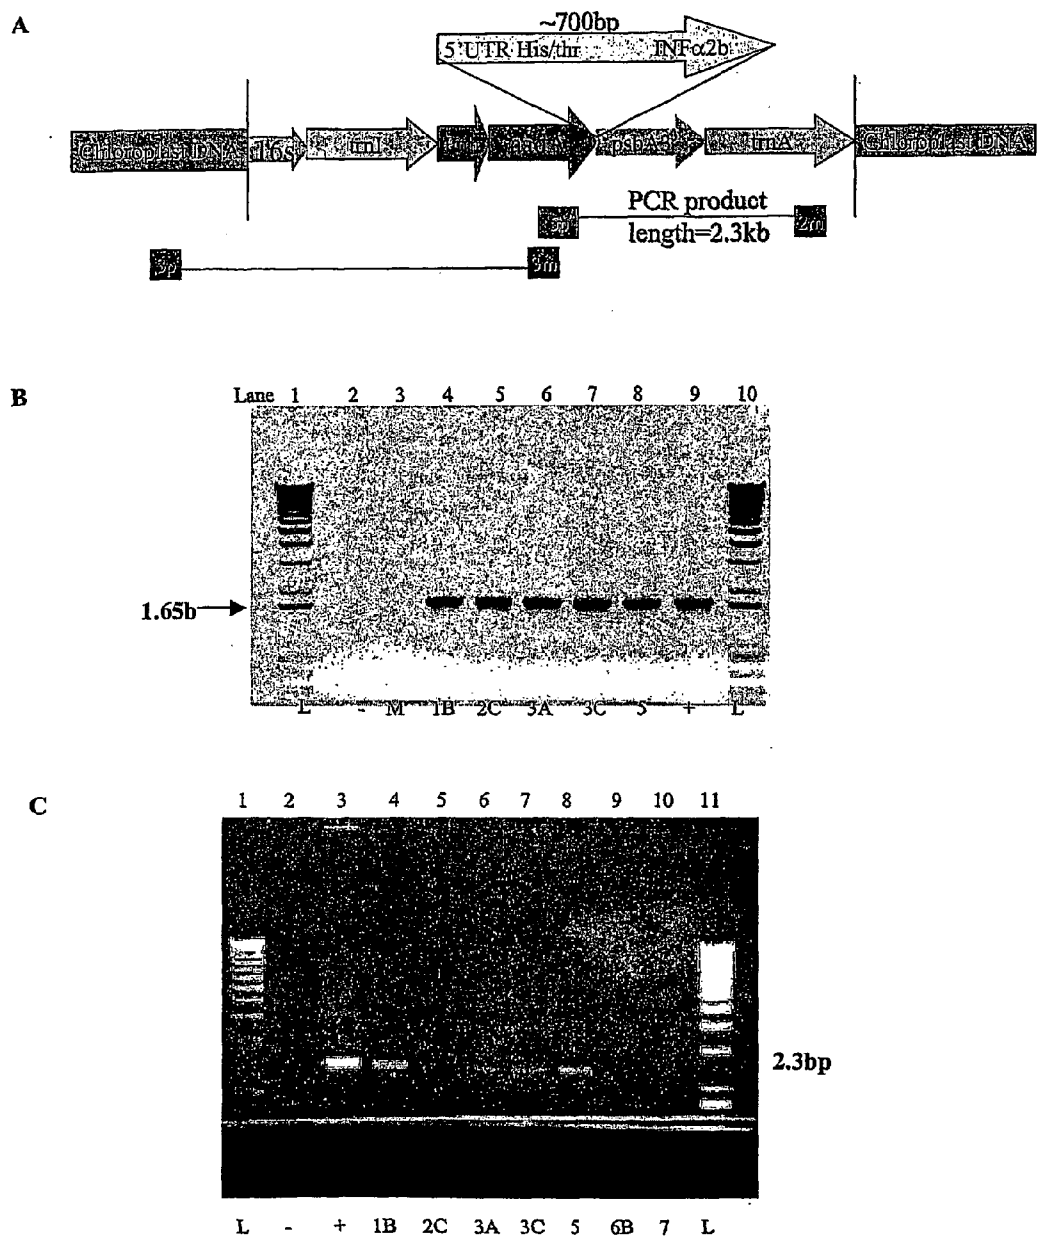 A
~700bp
5'UTR His/thr INFα2b
Chloroplast DNA 16s trnI aadA psbA3' trnA Chloroplast DNA
PCR product
length=2.3kb
5p 2m
3p 3m
B
Lane 1 2 3 4 5 6 7 8 9 10
1.65b
L - M 1B 2C 3A 3C 5 + L
C
1 2 3 4 5 6 7 8 9 10 11
2.3bp
L - + 1B 2C 3A 3C 5 6B 7 L